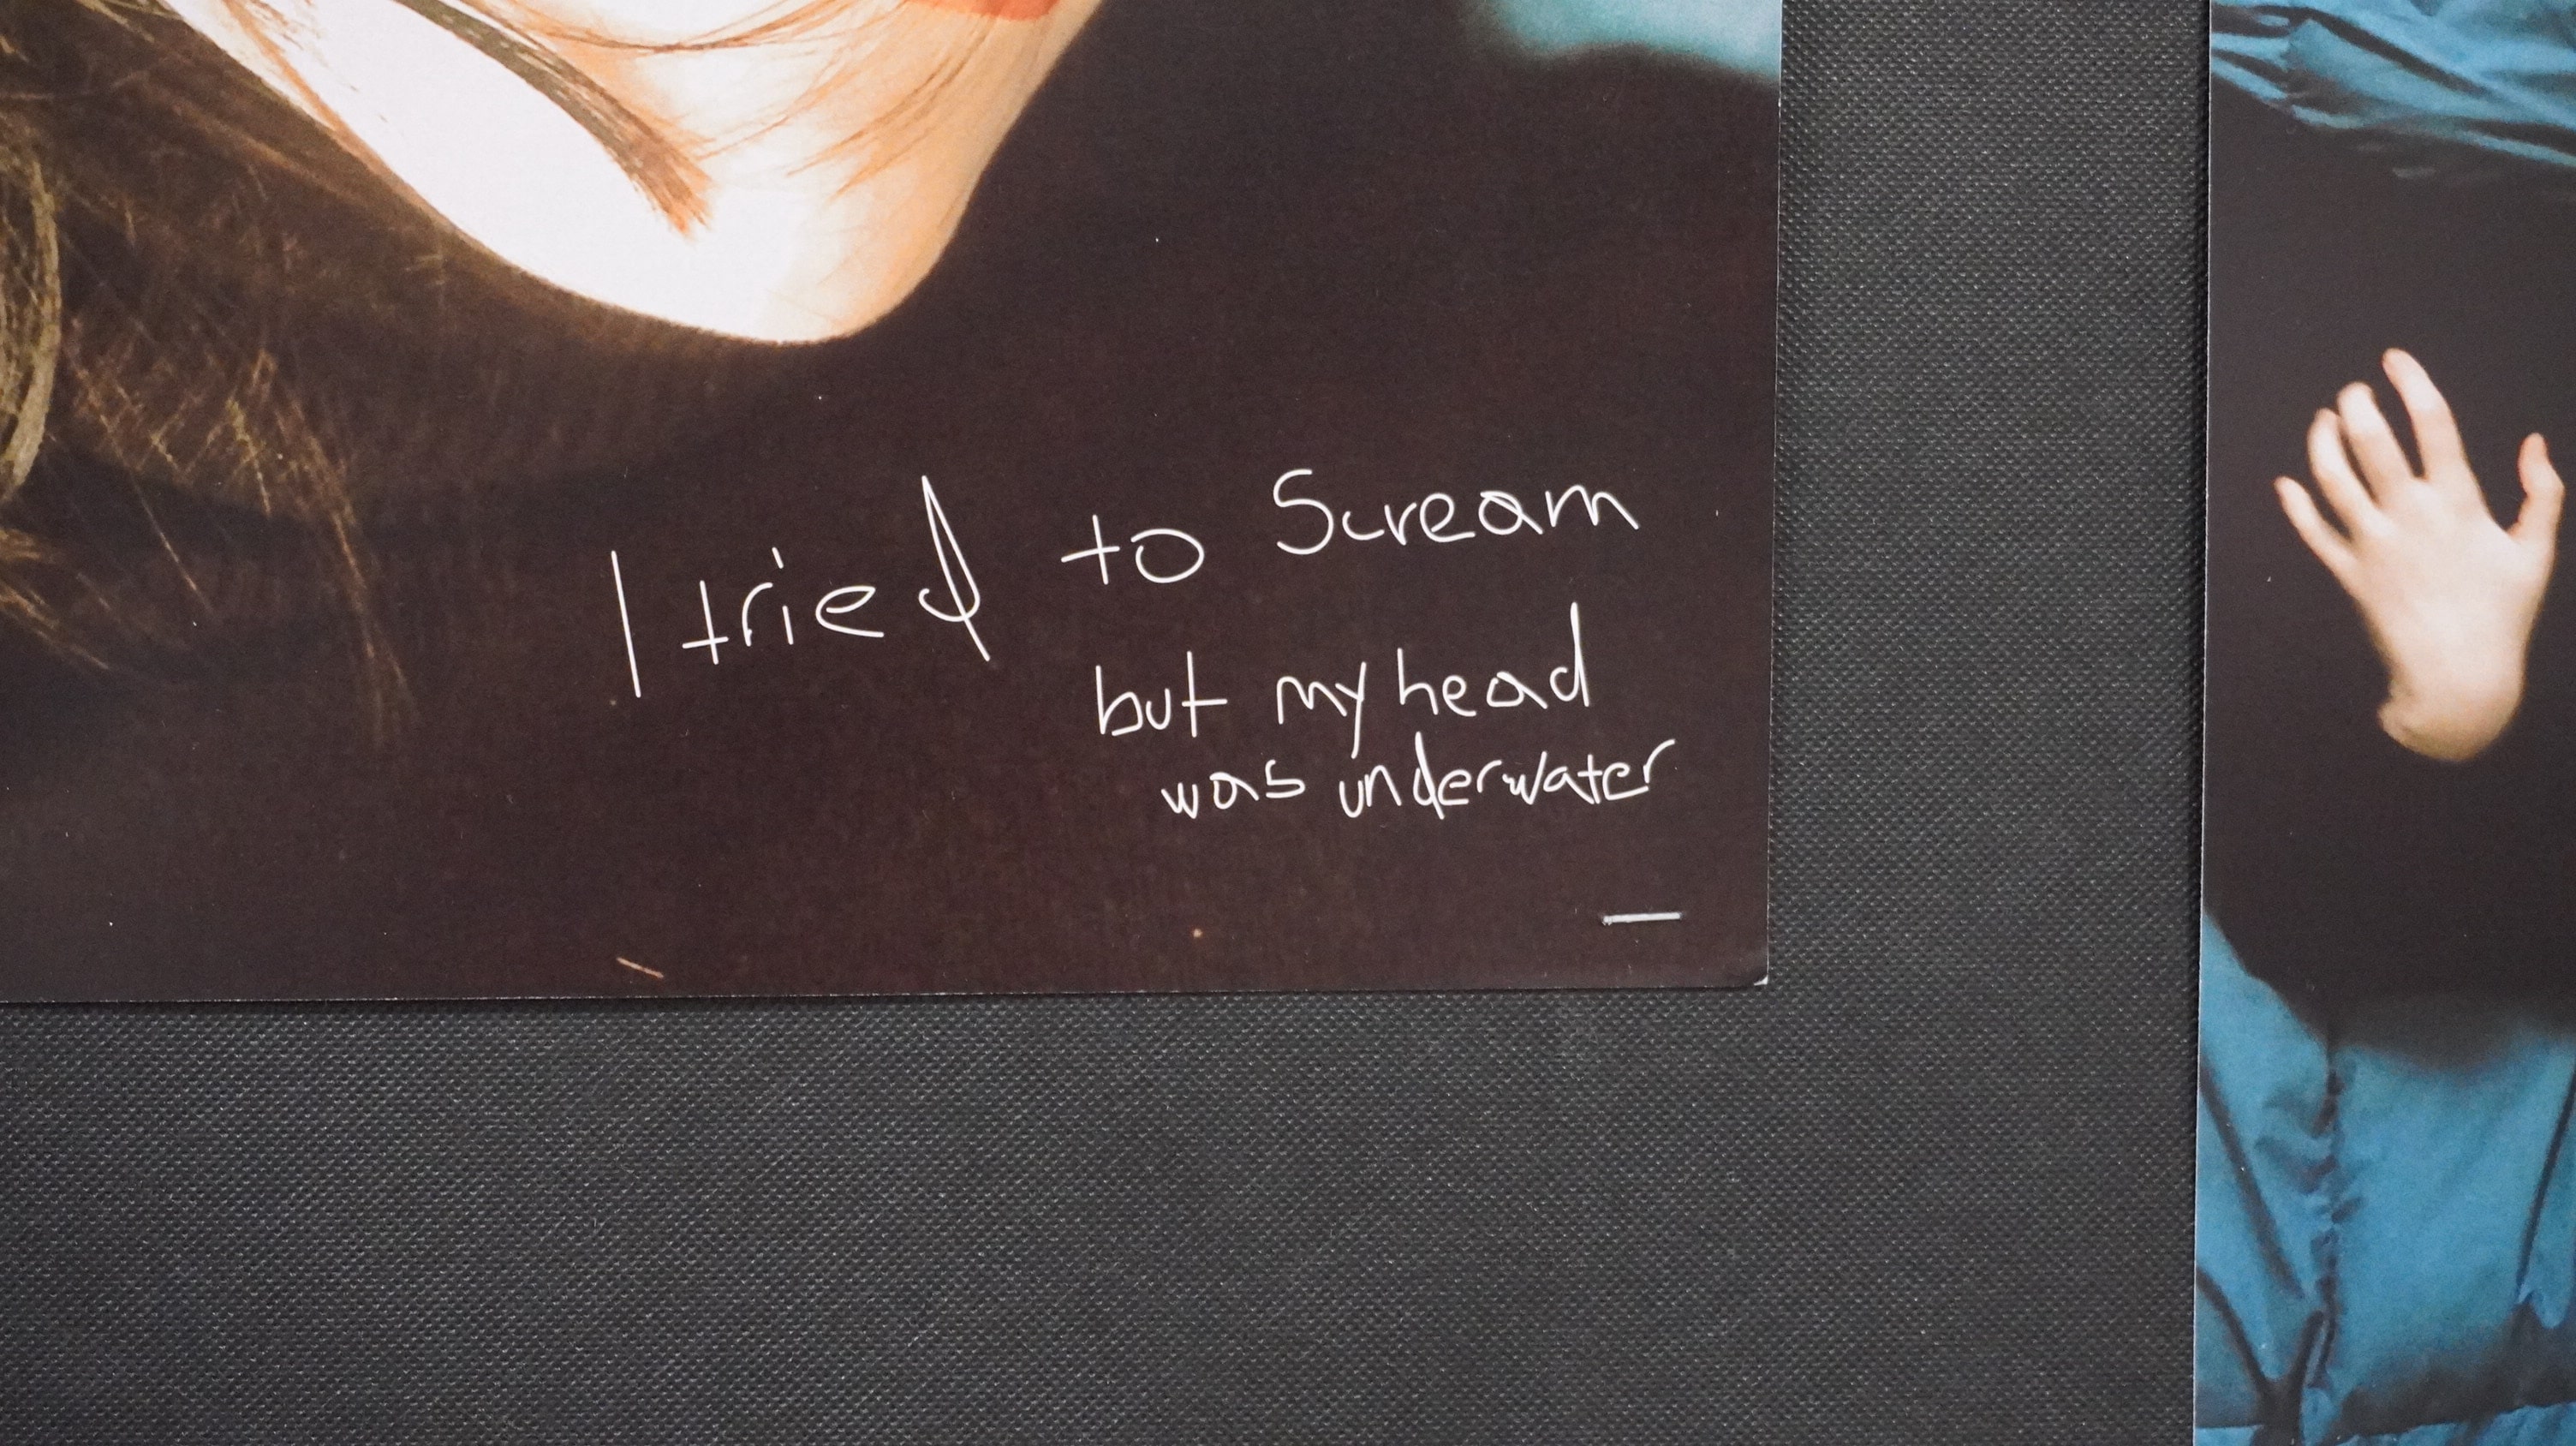 I tried to Scream
but my head
was underwater